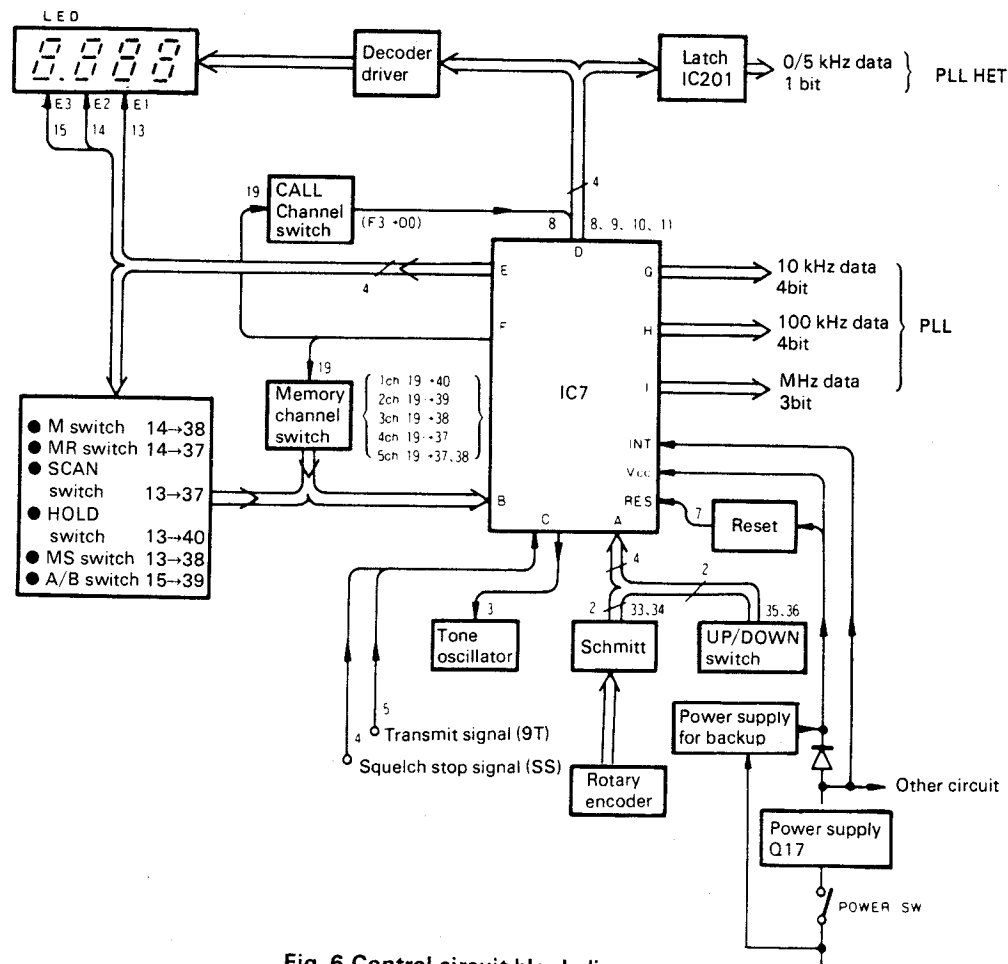 LED
Decoder
driver
Latch
IC201
0/5 kHz data
1 bit
PLL HET
E3 E2 E1
15 14 13
4
19
CALL
Channel
switch
(F3 →00)
8
8、9、10、11
D
E
4
G
10 kHz data
4bit
F
H
100 kHz data
4bit
PLL
19
Memory
channel
switch
1ch 19 →40
2ch 19 →39
3ch 19 →38
4ch 19 →37
5ch 19 →37、38
IC7
I
MHz data
3bit
INT
Vcc
RES
● M switch 14→38
● MR switch 14→37
● SCAN
switch 13→37
● HOLD
switch 13→40
● MS switch 13→38
● A/B switch 15→39
B
C
A
7
Reset
4
2
3
2
33、34
35、36
Tone
oscillator
Schmitt
UP/DOWN
switch
5
Transmit signal (9T)
4
Squelch stop signal (SS)
Power supply
for backup
Rotary
encoder
Other circuit
Power supply
Q17
POWER SW
Fig. 6 Control circuit block